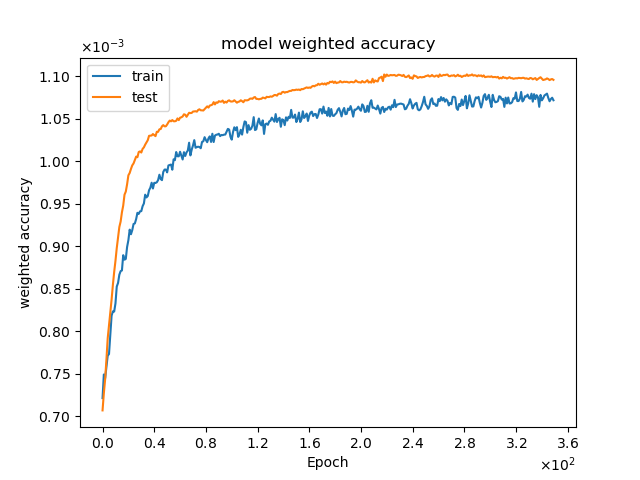 model weighted accuracy
×10⁻³
train
test
1.10
1.05
1.00
0.95
0.90
0.85
0.80
0.75
0.70
weighted accuracy
0.0 0.4 0.8 1.2 1.6 2.0 2.4 2.8 3.2 3.6
Epoch
×10²